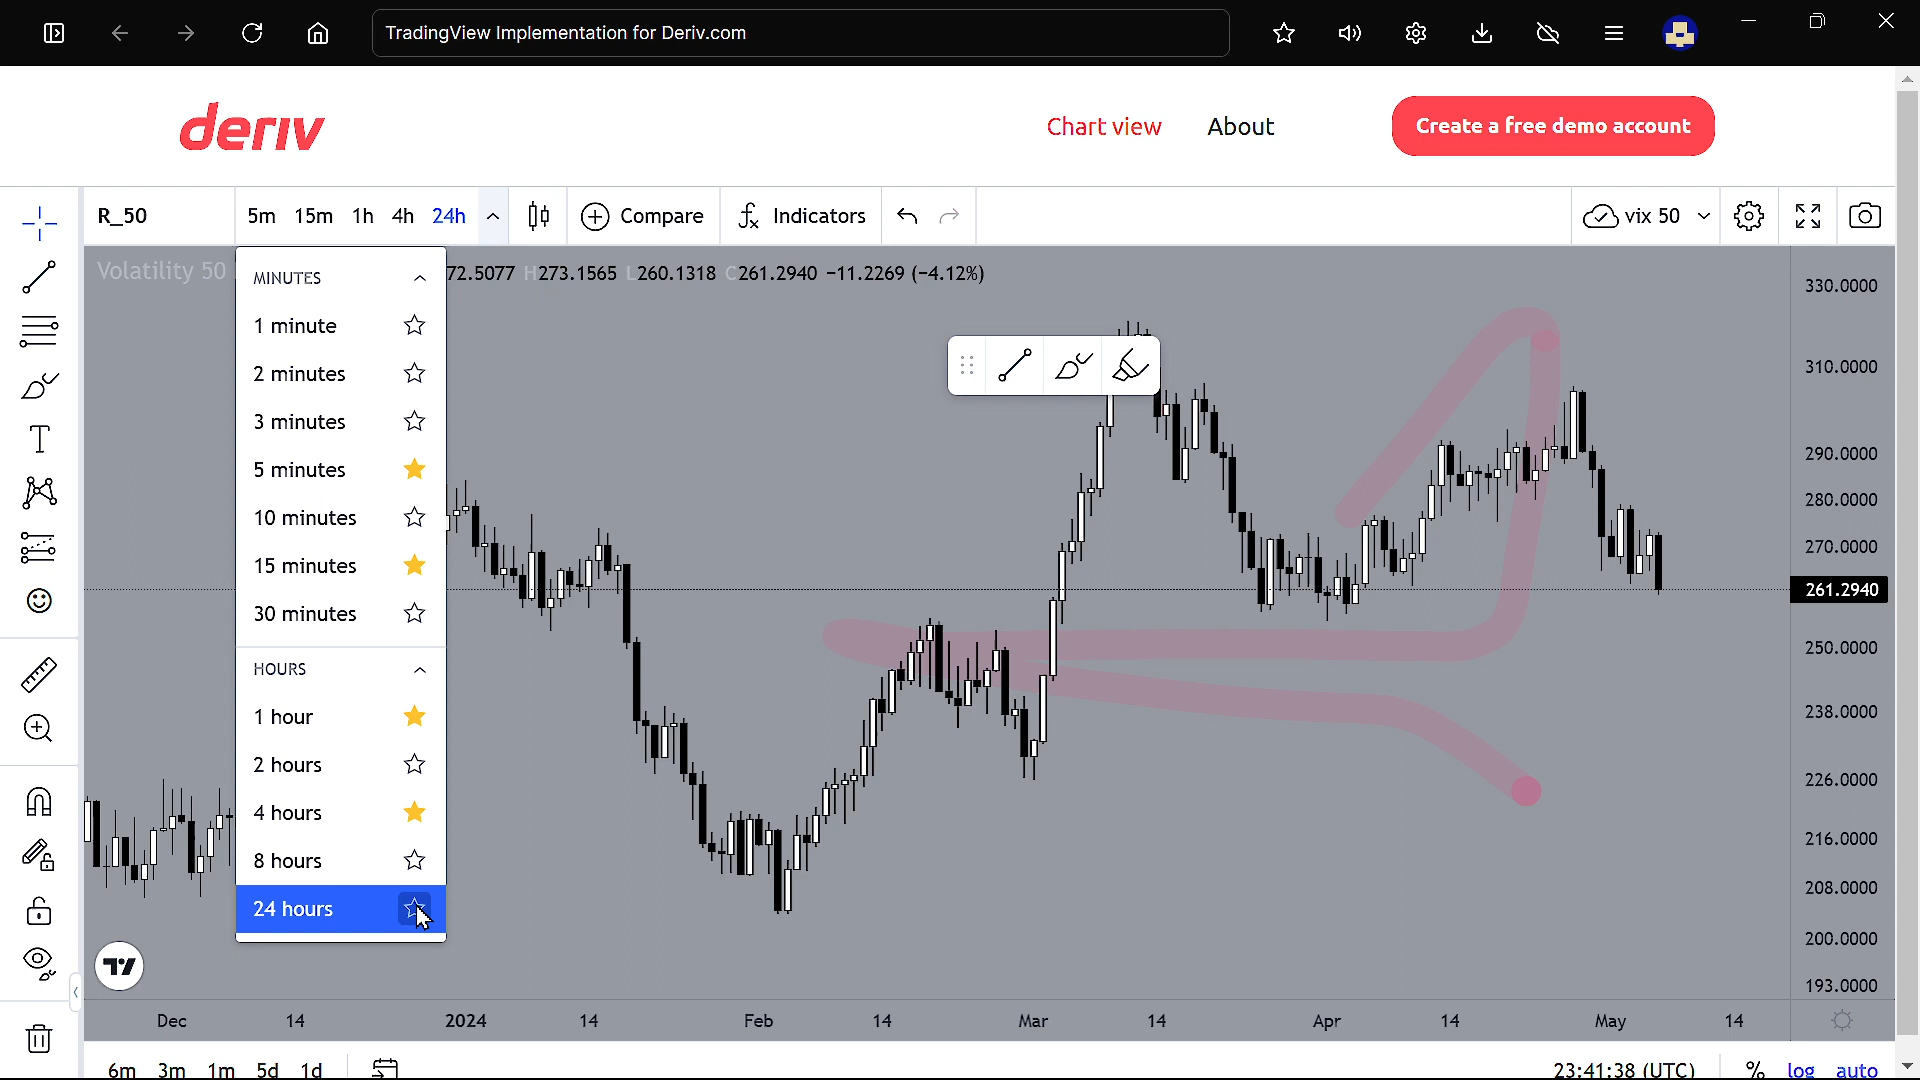 TradingView Implementation for Deriv.com
deriv
Chart view
About
Create a free demo account
R_50
5m 15m 1h 4h 24h
Compare
Indicators
vix 50
Volatility 50
72.5077 H273.1565 L260.1318 C261.2940 −11.2269 (−4.12%)
MINUTES
1 minute
2 minutes
3 minutes
5 minutes
10 minutes
15 minutes
30 minutes
HOURS
1 hour
2 hours
4 hours
8 hours
24 hours
330.0000
310.0000
290.0000
280.0000
270.0000
261.2940
250.0000
238.0000
226.0000
216.0000
208.0000
200.0000
193.0000
Dec 14 2024 14 Feb 14 Mar 14 Apr 14 May 14
6m 3m 1m 5d 1d
23:41:38 (UTC) % log auto